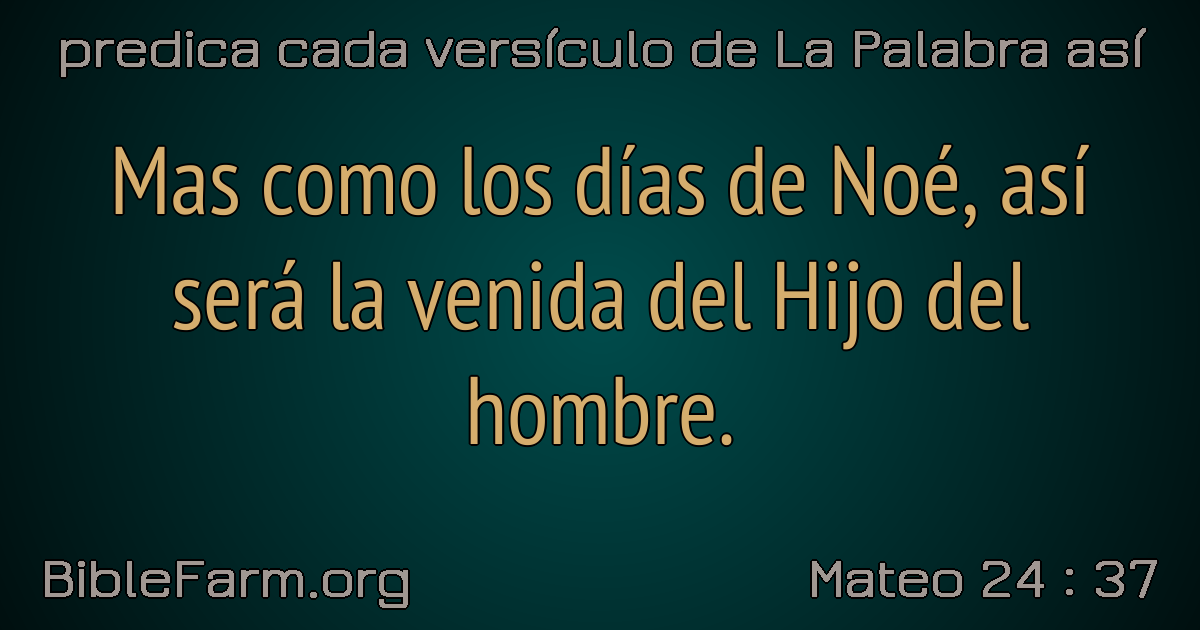 predica cada versículo de La Palabra así
Mas como los días de Noé, así
será la venida del Hijo del
hombre.
BibleFarm.org
Mateo 24 : 37